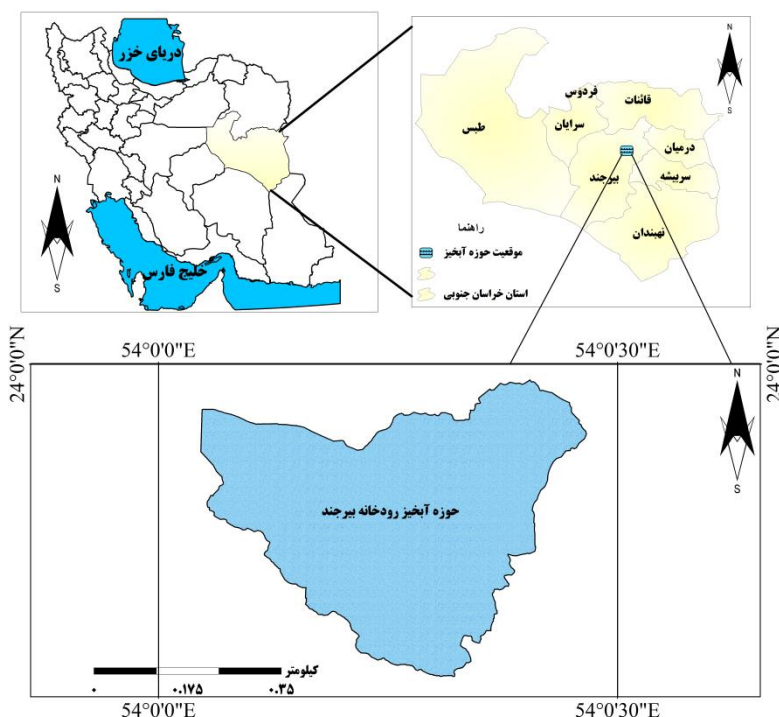 دریای خزر
N
S
خلیج فارس
N
S
فردوس
قائنات
سرایان
طبس
درمیان
سربیشه
بیرجند
نهبندان
راهنما
موقعیت حوزه آبخیز
استان خراسان جنوبی
54°0'0"E
54°0'30"E
24°0'0"N
24°0'0"N
N
S
حوزه آبخیز رودخانه بیرجند
کیلومتر
۰ ۰.۱۷۵ ۰.۳۵
54°0'0"E
54°0'30"E